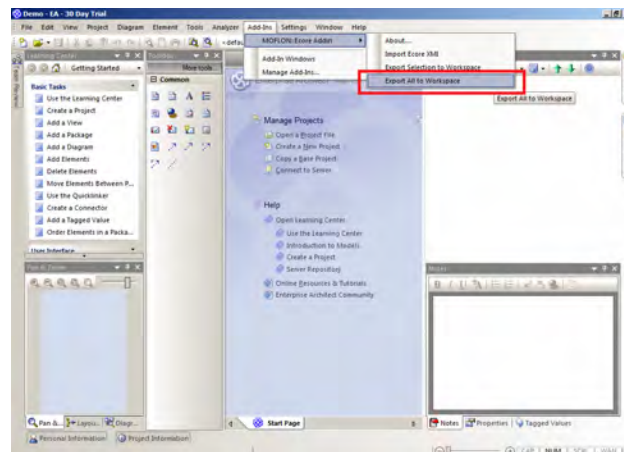 Demo - EA - 30 Day Trial
File Edit View Project Diagram Element Tools Analyzer Add-Ins Settings Window Help
MOFLON::Ecore Addin
About...
Import Ecore XMI
Export Selection to Workspace
Export All to Workspace
Export All to Workspace
Add-In Windows
Manage Add-Ins...
Learning Center
Toolbox
Getting Started
More tools...
Common
Basic Tasks
Use the Learning Center
Create a Project
Add a View
Add a Package
Add a Diagram
Add Elements
Delete Elements
Move Elements Between P...
Use the Quicklinker
Create a Connector
Add a Tagged Value
Order Elements in a Packa...
User Interface
Manage Projects
Open a Project File
Create a New Project
Copy a Base Project
Connect to Server
Help
Open Learning Center
Use the Learning Center
Introduction to Modeli...
Create a Project
Server Repository
Online Resources & Tutorials
Enterprise Architect Community
Pan & Zoom
Notes
Pan &...
Layou...
Diagr...
Start Page
Notes
Properties
Tagged Values
Personal Information
Project Information
CAP NUM SCRL WAN